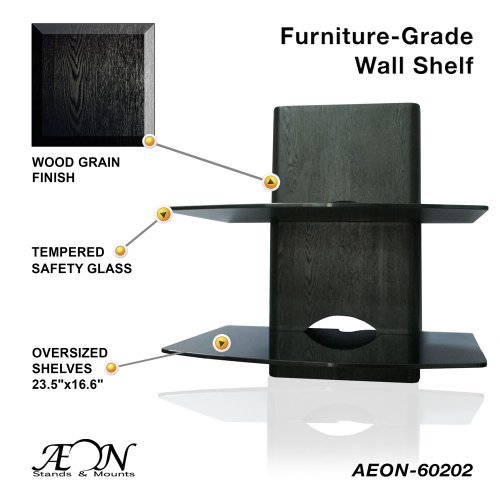 Furniture-Grade
Wall Shelf
WOOD GRAIN
FINISH
TEMPERED
SAFETY GLASS
OVERSIZED
SHELVES
23.5"x16.6"
ÆON
Stands & Mounts
AEON-60202